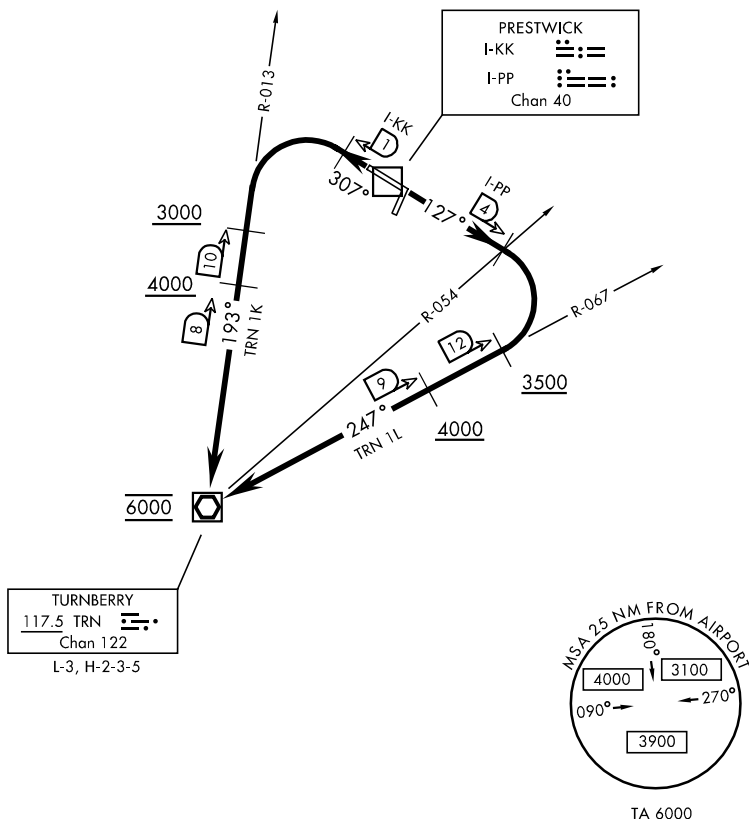 PRESTWICK
I-KK
I-PP
Chan 40
R-013
I-KK
1
307°
I-PP
4
127°
3000
10
4000
8
193°
TRN 1K
R-054
R-067
12
3500
9
4000
247°
TRN 1L
6000
TURNBERRY
117.5 TRN
Chan 122
L-3, H-2-3-5
MSA 25 NM FROM AIRPORT
180°
4000
3100
090°
270°
3900
TA 6000